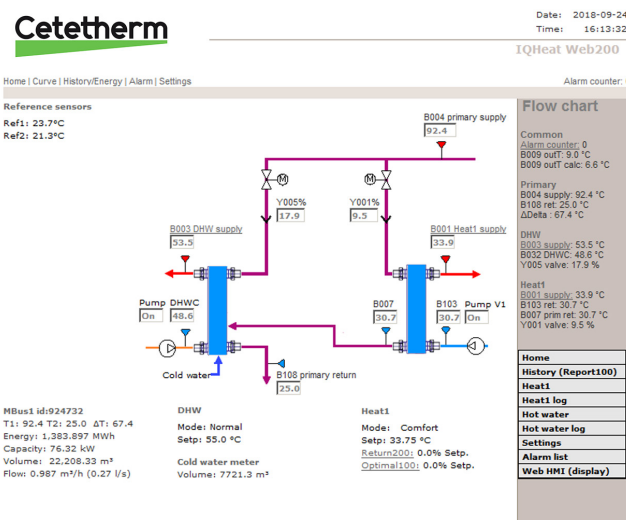 Cetetherm
Date: 2018-09-24
Time: 16:13:32
IQHeat Web200
Home | Curve | History/Energy | Alarm | Settings
Alarm counter:
Reference sensors
Ref1: 23.7°C
Ref2: 21.3°C
B004 primary supply
92.4
M
M
Y005%
17.9
Y001%
9.5
B003 DHW supply
53.5
B001 Heat1 supply
33.9
Pump DHWC
On 48.6
B007
30.7
B103 Pump V1
30.7 On
Cold water
B108 primary return
25.0
MBus1 id:924732
T1: 92.4 T2: 25.0 ΔT: 67.4
Energy: 1,383.897 MWh
Capacity: 76.32 kW
Volume: 22,208.33 m³
Flow: 0.987 m³/h (0.27 l/s)
DHW
Mode: Normal
Setp: 55.0 °C
Cold water meter
Volume: 7721.3 m³
Heat1
Mode: Comfort
Setp: 33.75 °C
Return200: 0.0% Setp.
Optimal100: 0.0% Setp.
Flow chart
Common
Alarm counter: 0
B009 outT: 9.0 °C
B009 outT calc: 6.6 °C
Primary
B004 supply: 92.4 °C
B108 ret: 25.0 °C
ΔDelta : 67.4 °C
DHW
B003 supply: 53.5 °C
B032 DHWC: 48.6 °C
Y005 valve: 17.9 %
Heat1
B001 supply: 33.9 °C
B103 ret: 30.7 °C
B007 prim ret: 30.7 °C
Y001 valve: 9.5 %
Home
History (Report100)
Heat1
Heat1 log
Hot water
Hot water log
Settings
Alarm list
Web HMI (display)